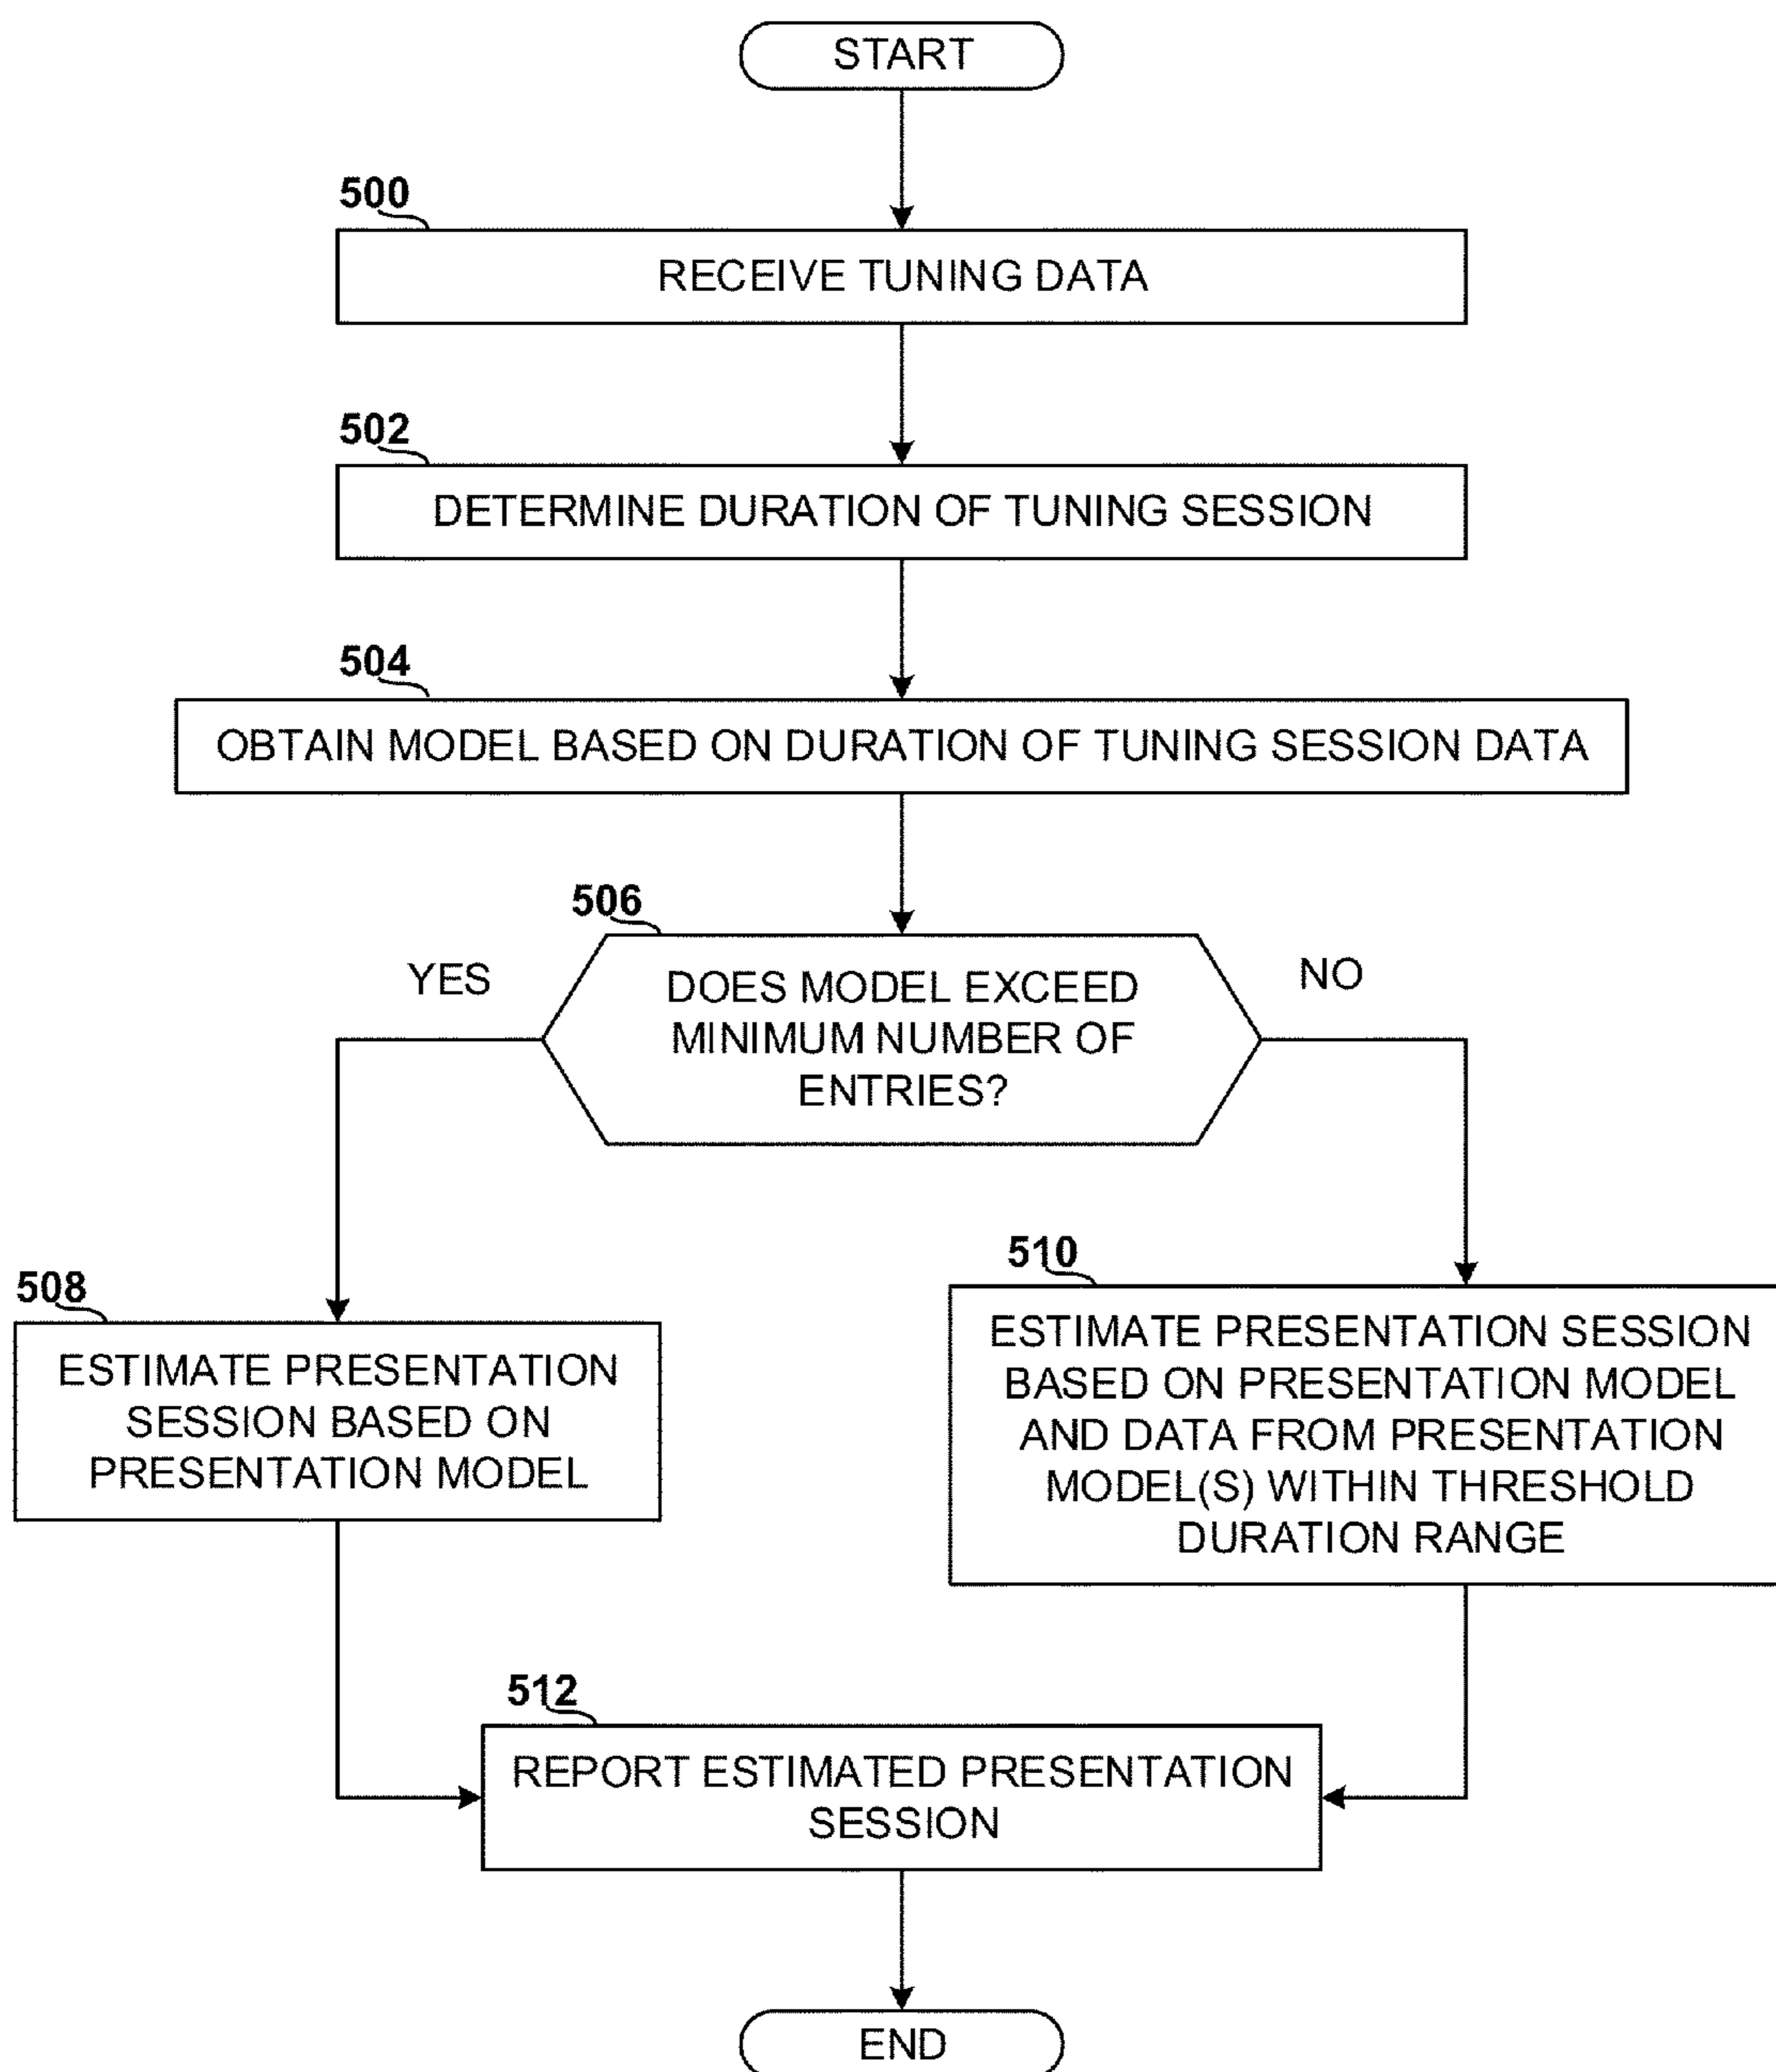 START
500
RECEIVE TUNING DATA
502
DETERMINE DURATION OF TUNING SESSION
504
OBTAIN MODEL BASED ON DURATION OF TUNING SESSION DATA
506
YES
DOES MODEL EXCEED
MINIMUM NUMBER OF
ENTRIES?
NO
508
ESTIMATE PRESENTATION
SESSION BASED ON
PRESENTATION MODEL
510
ESTIMATE PRESENTATION SESSION
BASED ON PRESENTATION MODEL
AND DATA FROM PRESENTATION
MODEL(S) WITHIN THRESHOLD
DURATION RANGE
512
REPORT ESTIMATED PRESENTATION
SESSION
END